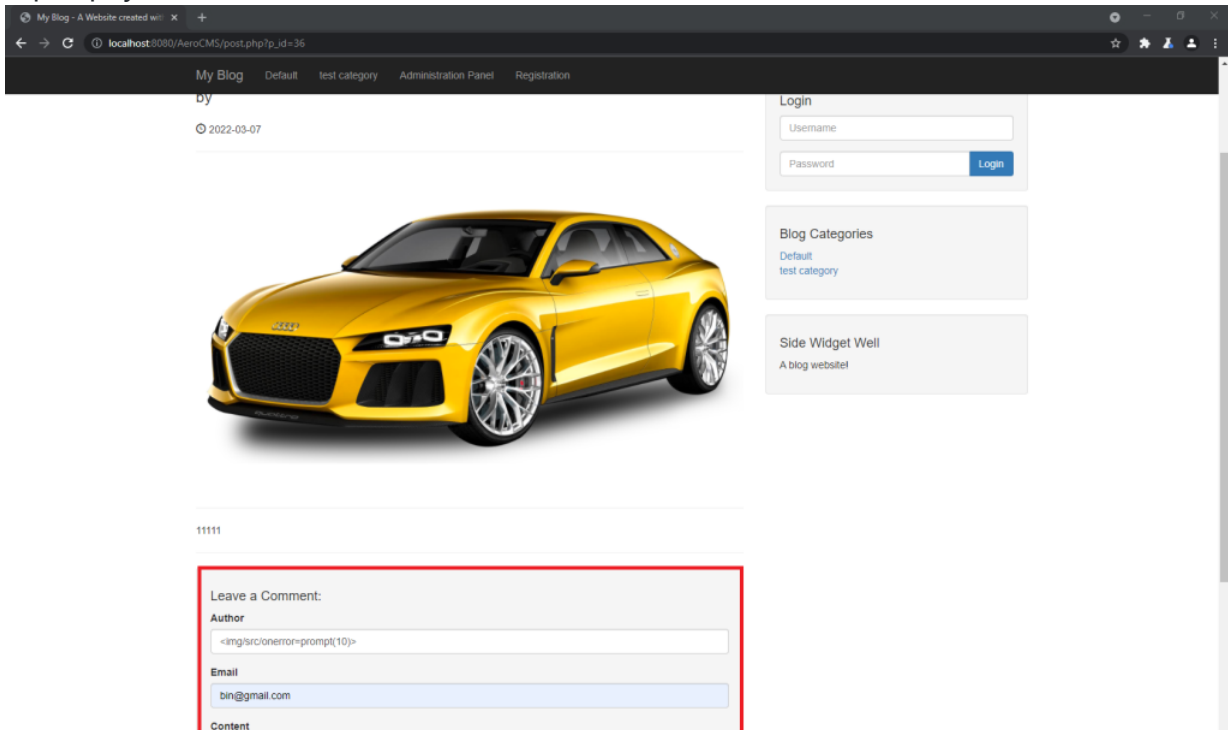 My Blog - A Website created wit
localhost:8080/AeroCMS/post.php?p_id=36
My Blog Default test category Administration Panel Registration
by
2022-03-07
11111
Leave a Comment:
Author
<img/src/onerror=prompt(10)>
Email
bin@gmail.com
Content
Login
Username
Password Login
Blog Categories
Default
test category
Side Widget Well
A blog website!